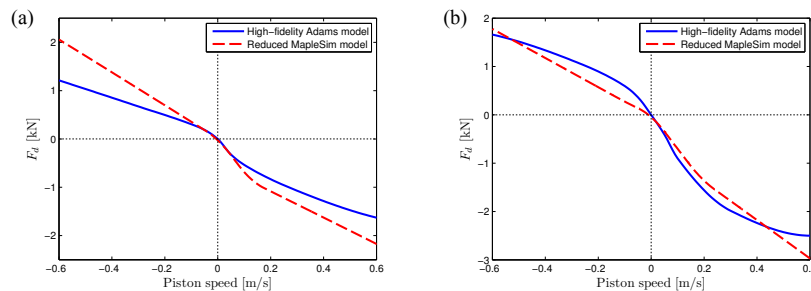 (a)
High−fidelity Adams model
Reduced MapleSim model
2
1
0
−1
−2
−0.6 −0.4 −0.2 0 0.2 0.4 0.6
F_d [kN]
Piston speed [m/s]
(b)
High−fidelity Adams model
Reduced MapleSim model
2
1
0
−1
−2
−3
−0.6 −0.4 −0.2 0 0.2 0.4 0.6
F_d [kN]
Piston speed [m/s]